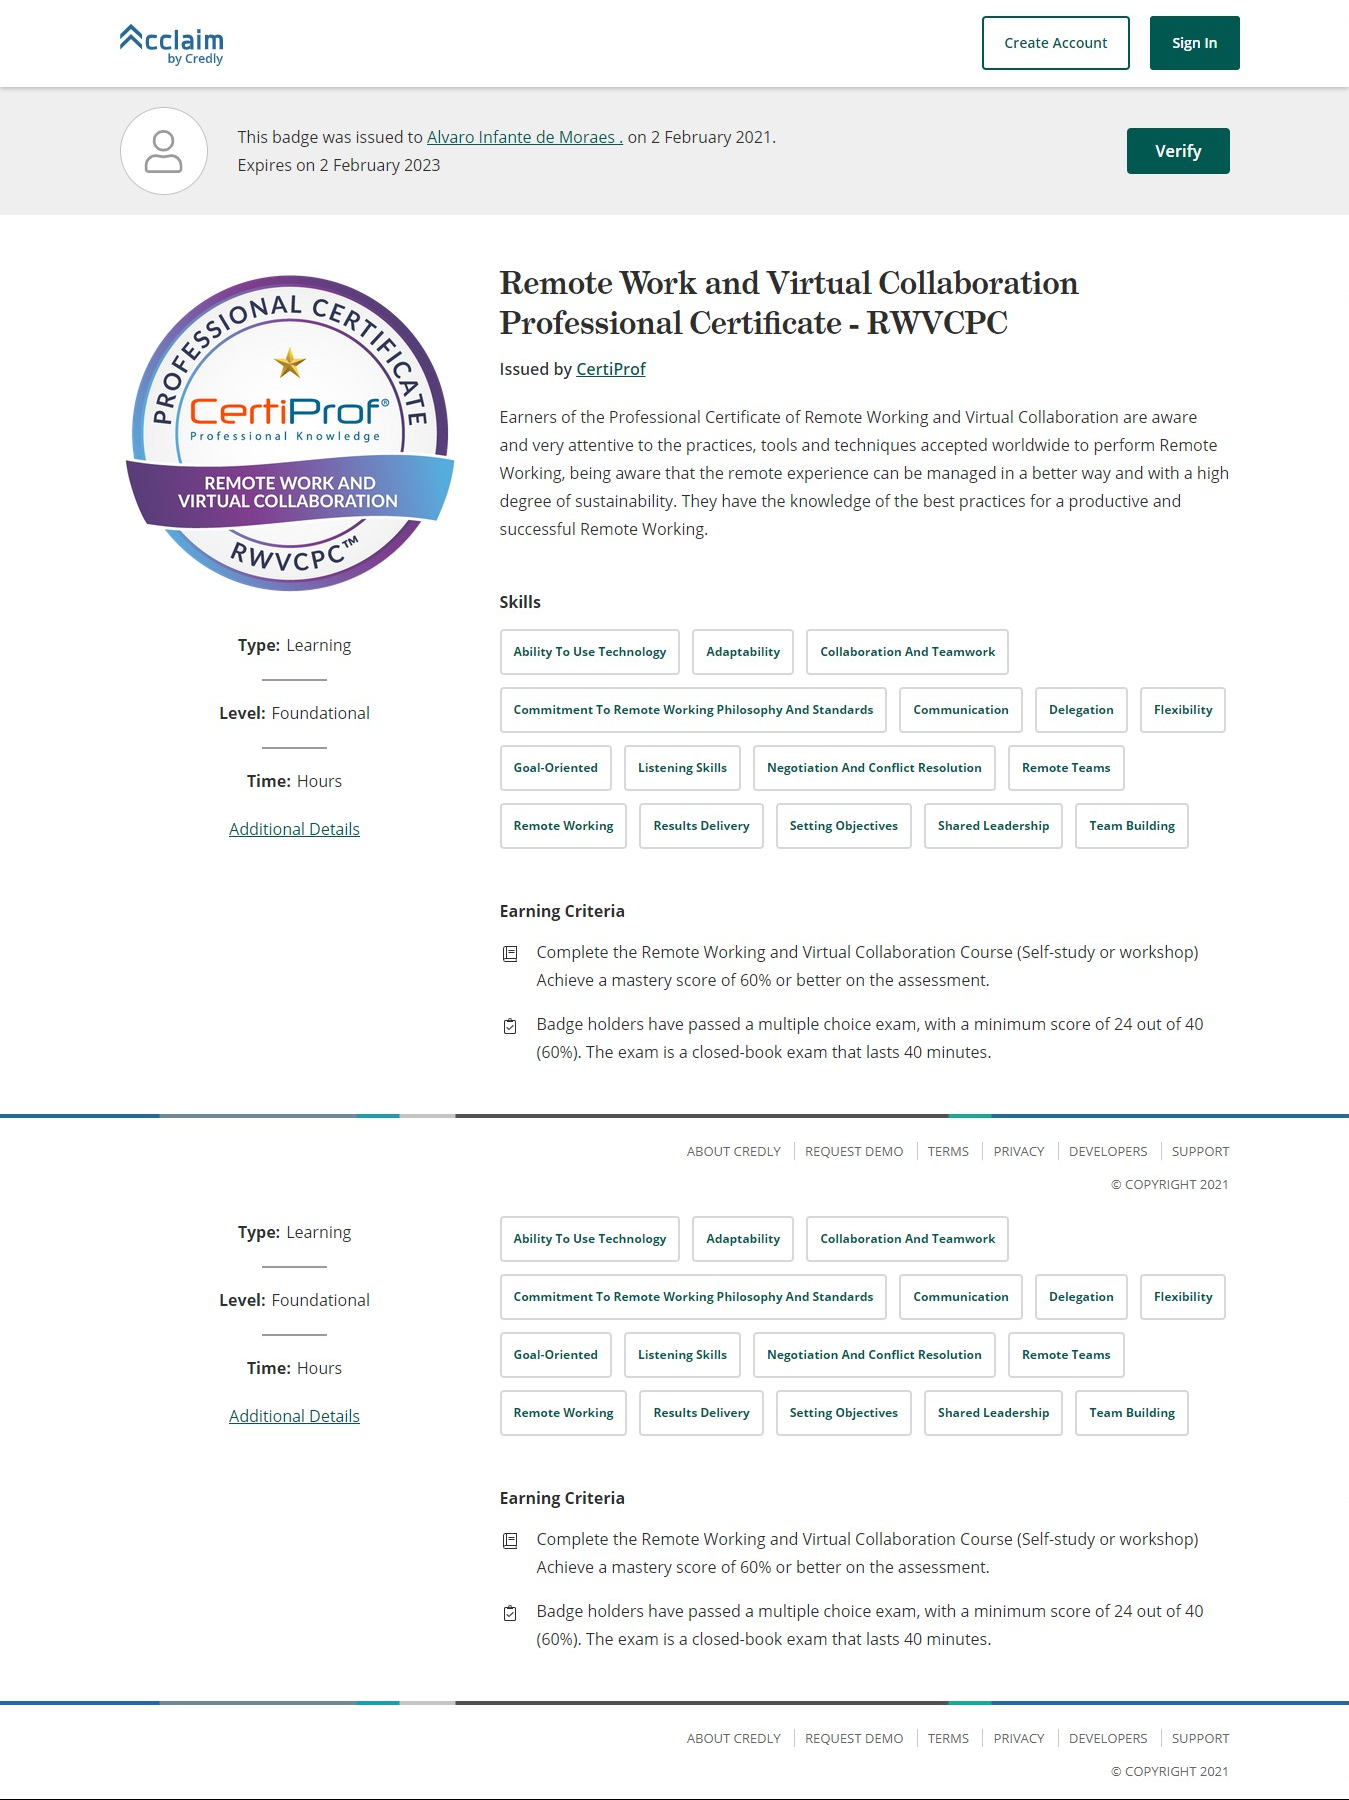 Acclaim
by Credly
Create Account
Sign In
This badge was issued to Alvaro Infante de Moraes . on 2 February 2021.
Expires on 2 February 2023
Verify
PROFESSIONAL CERTIFICATE
CertiProf®
Professional Knowledge
REMOTE WORK AND
VIRTUAL COLLABORATION
RWVCPC™
Type: Learning
Level: Foundational
Time: Hours
Additional Details
Remote Work and Virtual Collaboration
Professional Certificate - RWVCPC
Issued by CertiProf
Earners of the Professional Certificate of Remote Working and Virtual Collaboration are aware
and very attentive to the practices, tools and techniques accepted worldwide to perform Remote
Working, being aware that the remote experience can be managed in a better way and with a high
degree of sustainability. They have the knowledge of the best practices for a productive and
successful Remote Working.
Skills
Ability To Use Technology Adaptability Collaboration And Teamwork
Commitment To Remote Working Philosophy And Standards Communication Delegation Flexibility
Goal-Oriented Listening Skills Negotiation And Conflict Resolution Remote Teams
Remote Working Results Delivery Setting Objectives Shared Leadership Team Building
Earning Criteria
Complete the Remote Working and Virtual Collaboration Course (Self-study or workshop)
Achieve a mastery score of 60% or better on the assessment.
Badge holders have passed a multiple choice exam, with a minimum score of 24 out of 40
(60%). The exam is a closed-book exam that lasts 40 minutes.
ABOUT CREDLY REQUEST DEMO TERMS PRIVACY DEVELOPERS SUPPORT
© COPYRIGHT 2021
Type: Learning
Level: Foundational
Time: Hours
Additional Details
Ability To Use Technology Adaptability Collaboration And Teamwork
Commitment To Remote Working Philosophy And Standards Communication Delegation Flexibility
Goal-Oriented Listening Skills Negotiation And Conflict Resolution Remote Teams
Remote Working Results Delivery Setting Objectives Shared Leadership Team Building
Earning Criteria
Complete the Remote Working and Virtual Collaboration Course (Self-study or workshop)
Achieve a mastery score of 60% or better on the assessment.
Badge holders have passed a multiple choice exam, with a minimum score of 24 out of 40
(60%). The exam is a closed-book exam that lasts 40 minutes.
ABOUT CREDLY REQUEST DEMO TERMS PRIVACY DEVELOPERS SUPPORT
© COPYRIGHT 2021